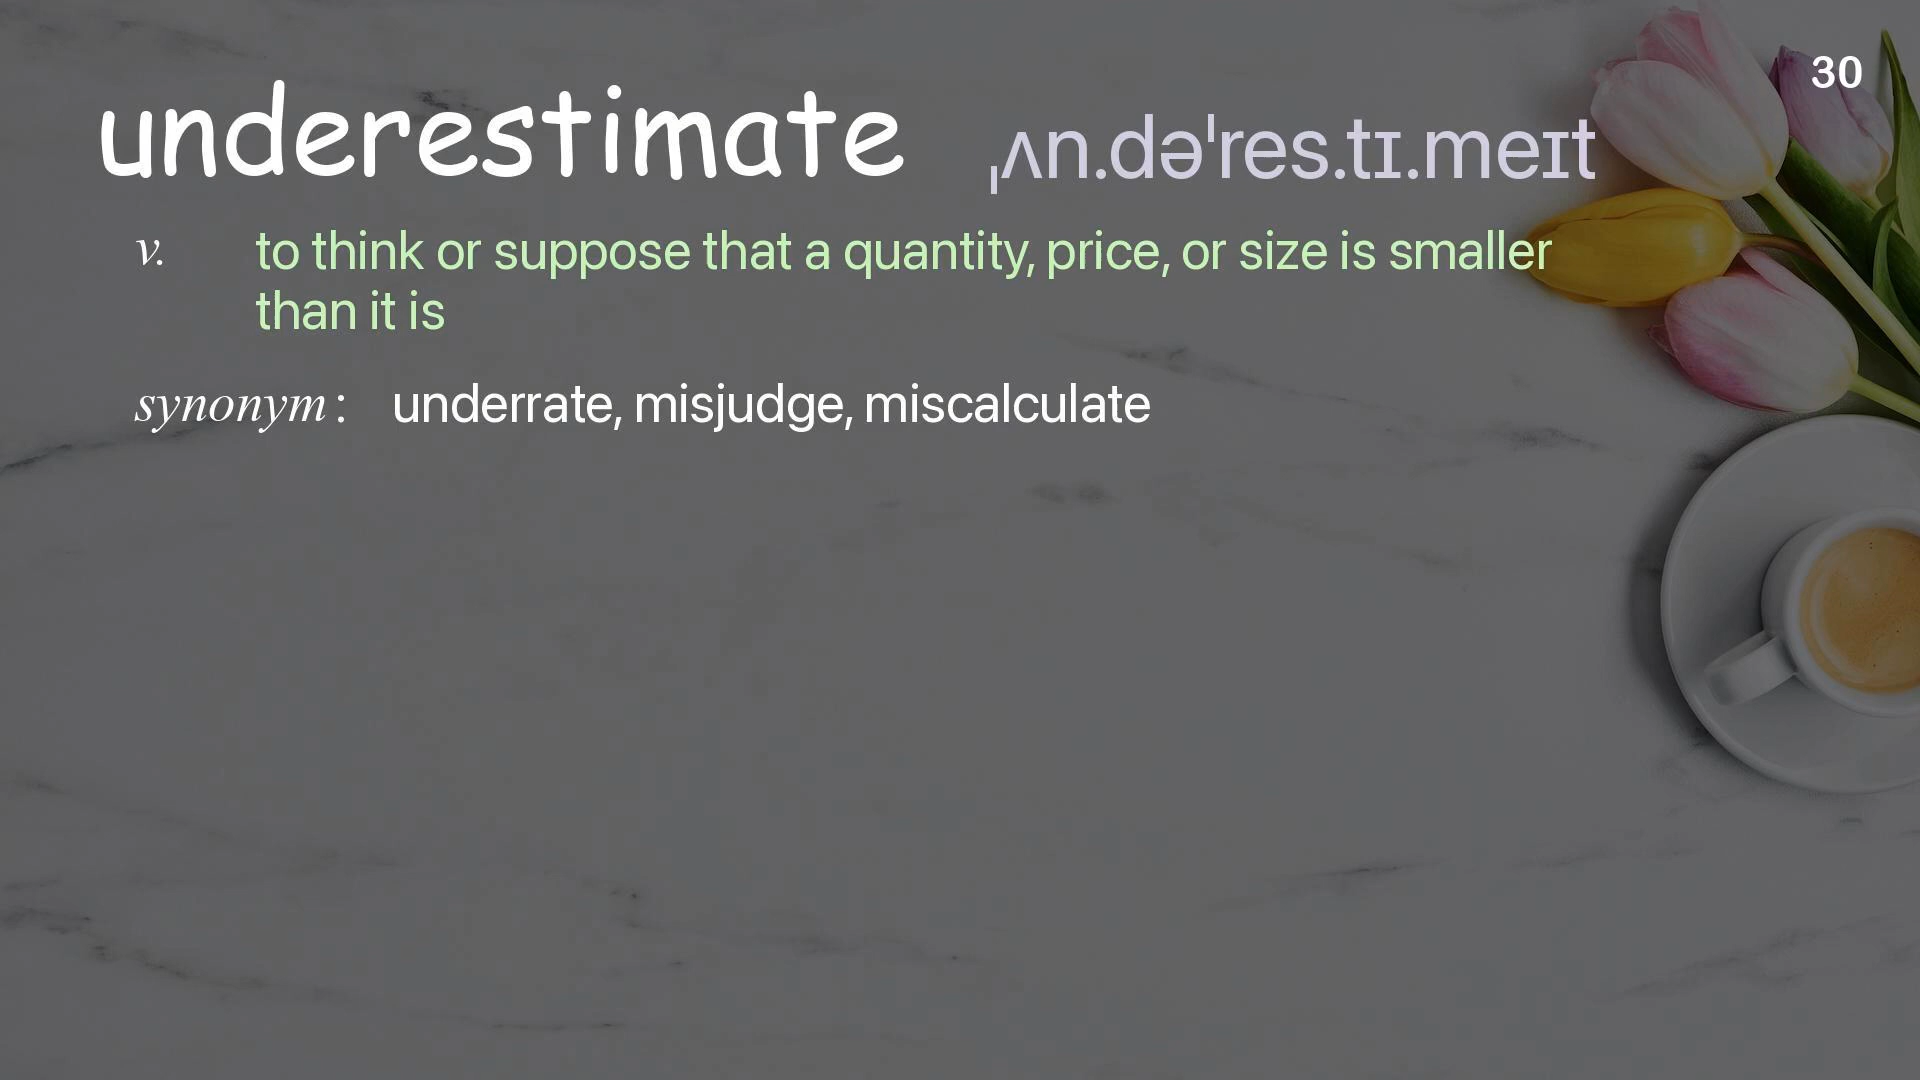 30
underestimate ˌʌn.dəˈres.tɪ.meɪt
v. to think or suppose that a quantity, price, or size is smaller
than it is
synonym : underrate, misjudge, miscalculate